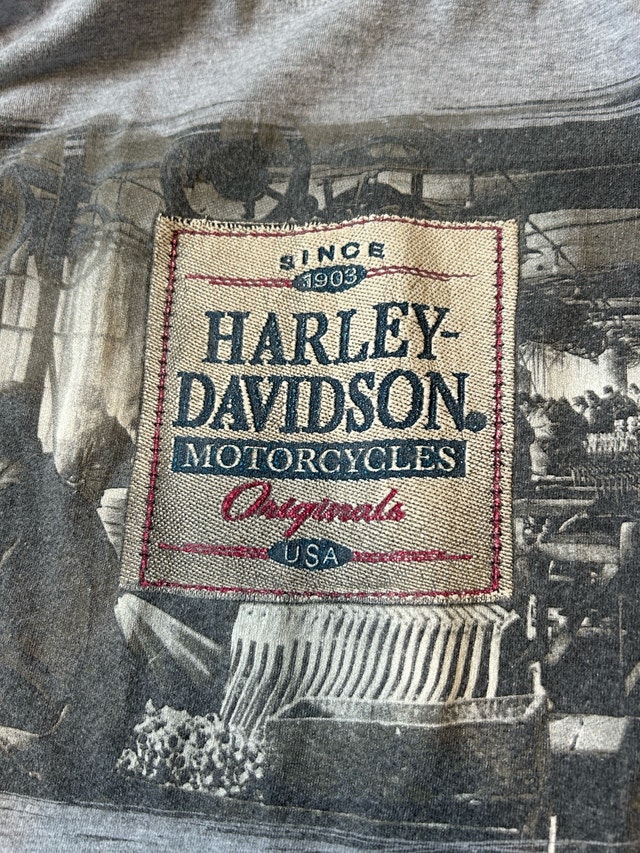 SINCE
1903
HARLEY-
DAVIDSON®
MOTORCYCLES
Originals
USA